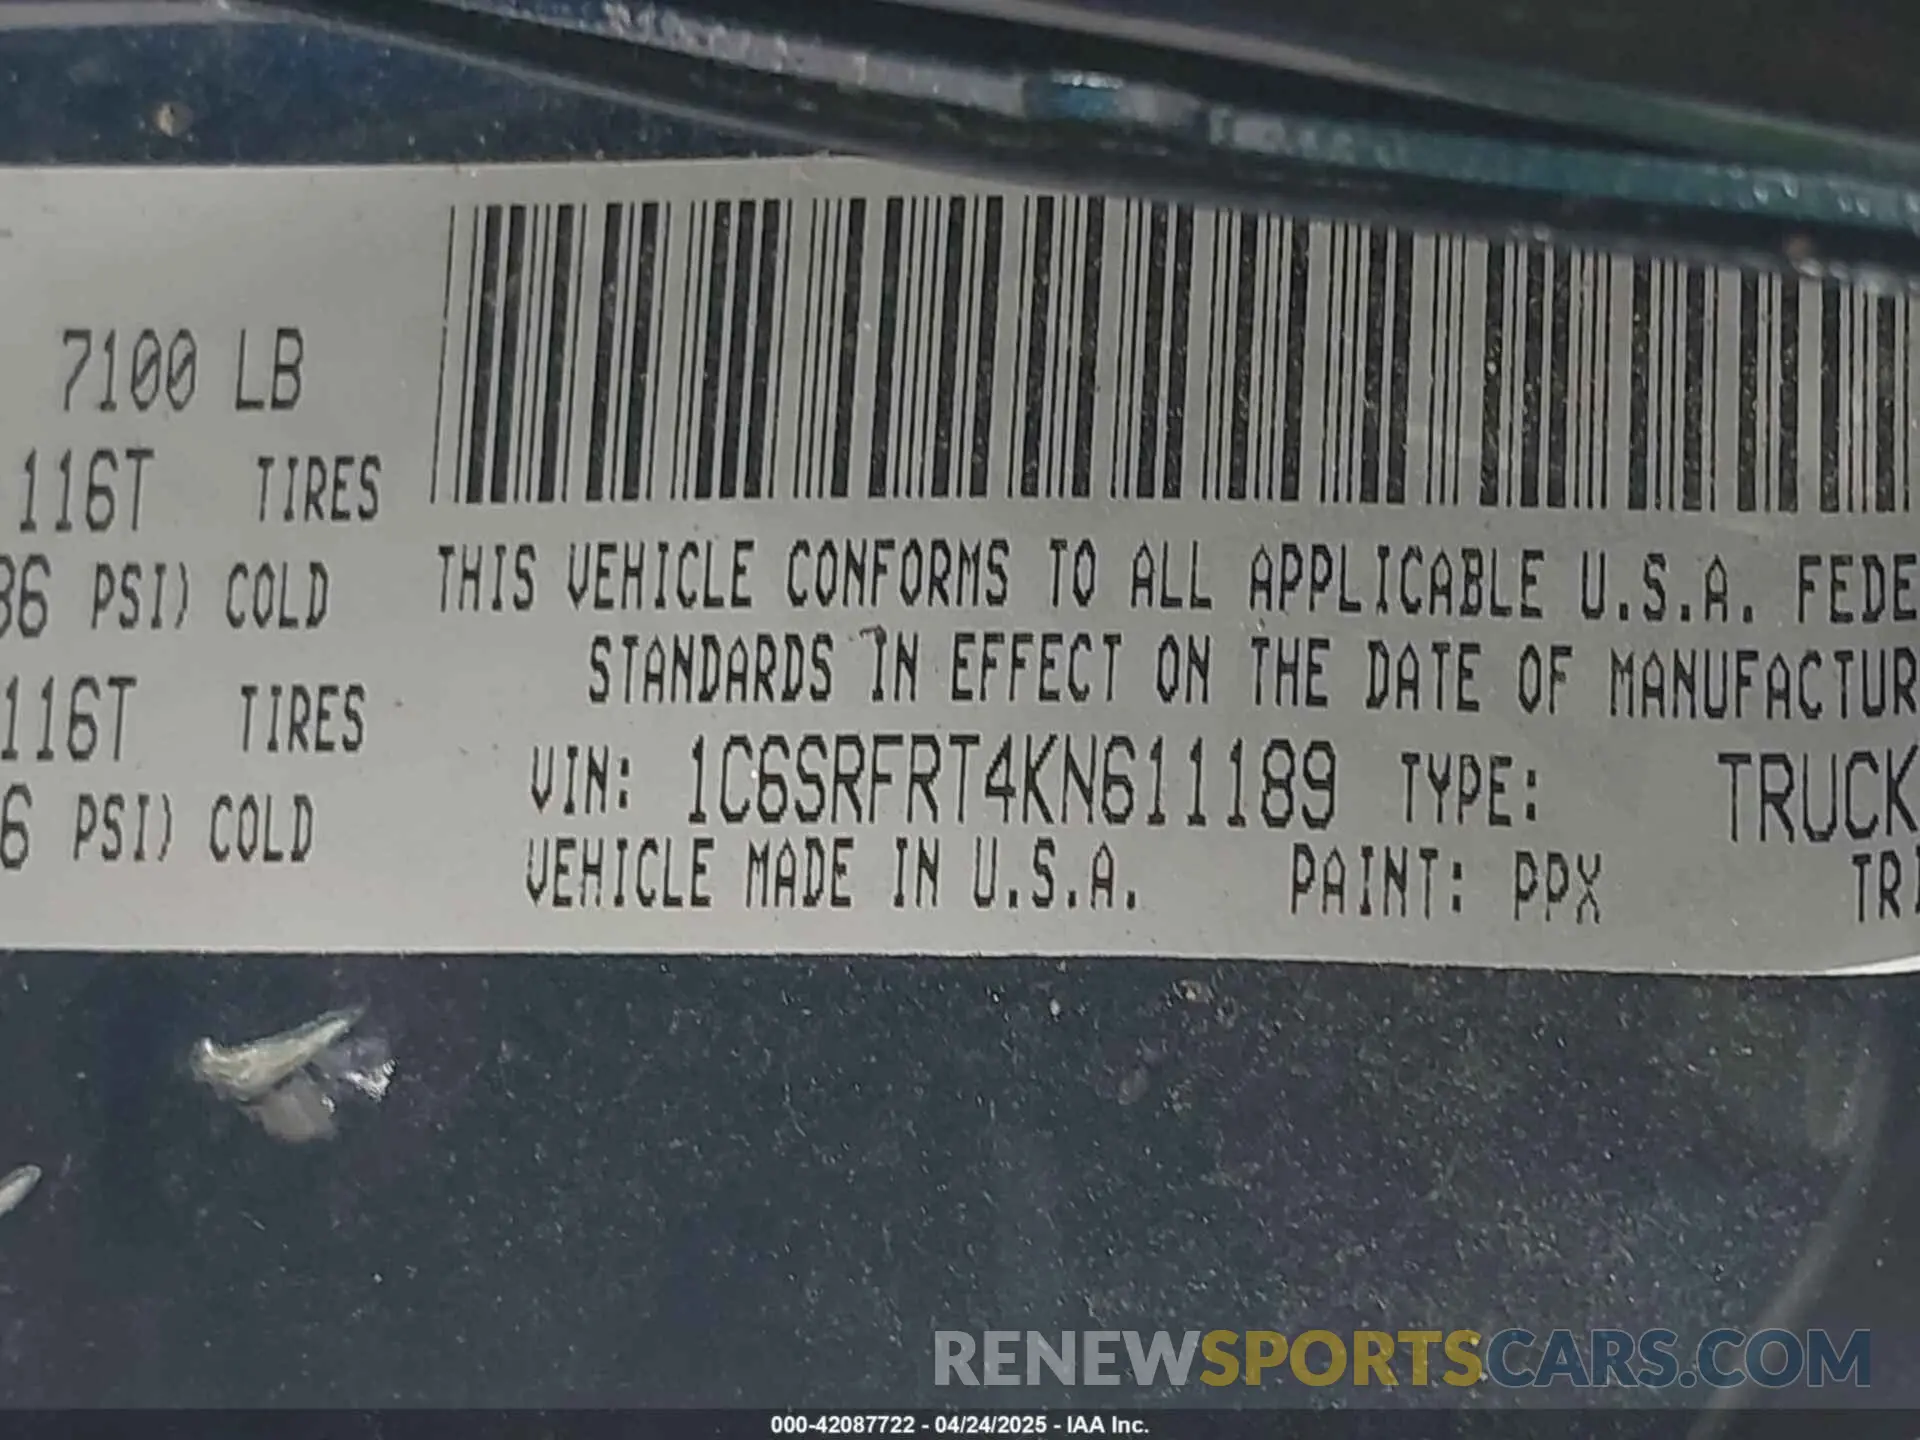 7100 LB
116T TIRES
36 PSI) COLD
116T TIRES
6 PSI) COLD
THIS VEHICLE CONFORMS TO ALL APPLICABLE U.S.A. FEDE
STANDARDS IN EFFECT ON THE DATE OF MANUFACTUR
VIN: 1C6SRFRT4KN611189 TYPE: TRUCK
VEHICLE MADE IN U.S.A. PAINT: PPX TRI
RENEWSPORTSCARS.COM
000-42087722 - 04/24/2025 - IAA Inc.